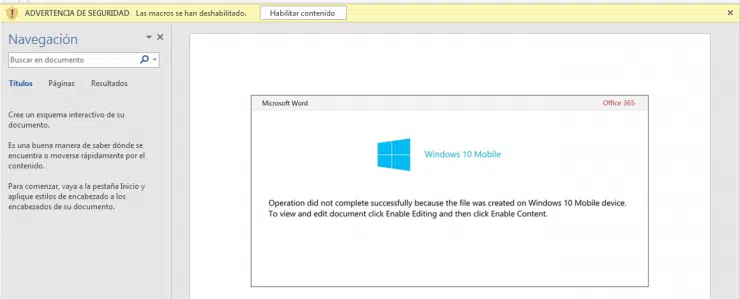 ADVERTENCIA DE SEGURIDAD Las macros se han deshabilitado. Habilitar contenido
Navegación
Buscar en documento
Títulos Páginas Resultados
Cree un esquema interactivo de su
documento.
Es una buena manera de saber dónde se
encuentra o moverse rápidamente por el
contenido.
Para comenzar, vaya a la pestaña Inicio y
aplique estilos de encabezado a los
encabezados de su documento.
Microsoft Word Office 365
Windows 10 Mobile
Operation did not complete successfully because the file was created on Windows 10 Mobile device.
To view and edit document click Enable Editing and then click Enable Content.